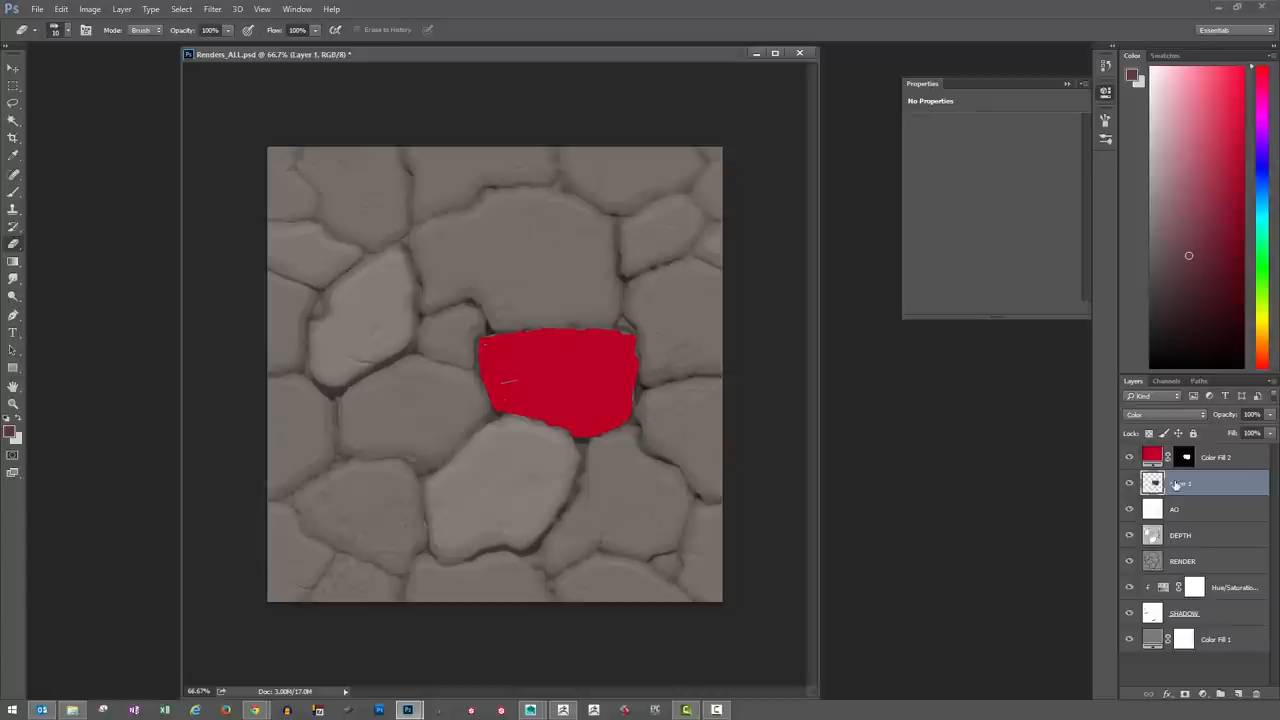 Ps File Edit Image Layer Type Select Filter 3D View Window Help
10 Mode: Brush Opacity: 100% Flow: 100% Erase to History Essentials
Ps Renders_ALL.psd @ 66.7% (Layer 1, RGB/8) *
Color Swatches
Properties
No Properties
Layers Channels Paths
Kind
Color Opacity: 100%
Lock: Fill: 100%
Color Fill 2
AO
DEPTH
RENDER
Hue/Saturatio...
SHADOW
Color Fill 1
66.67% Doc: 3.00M/17.0M